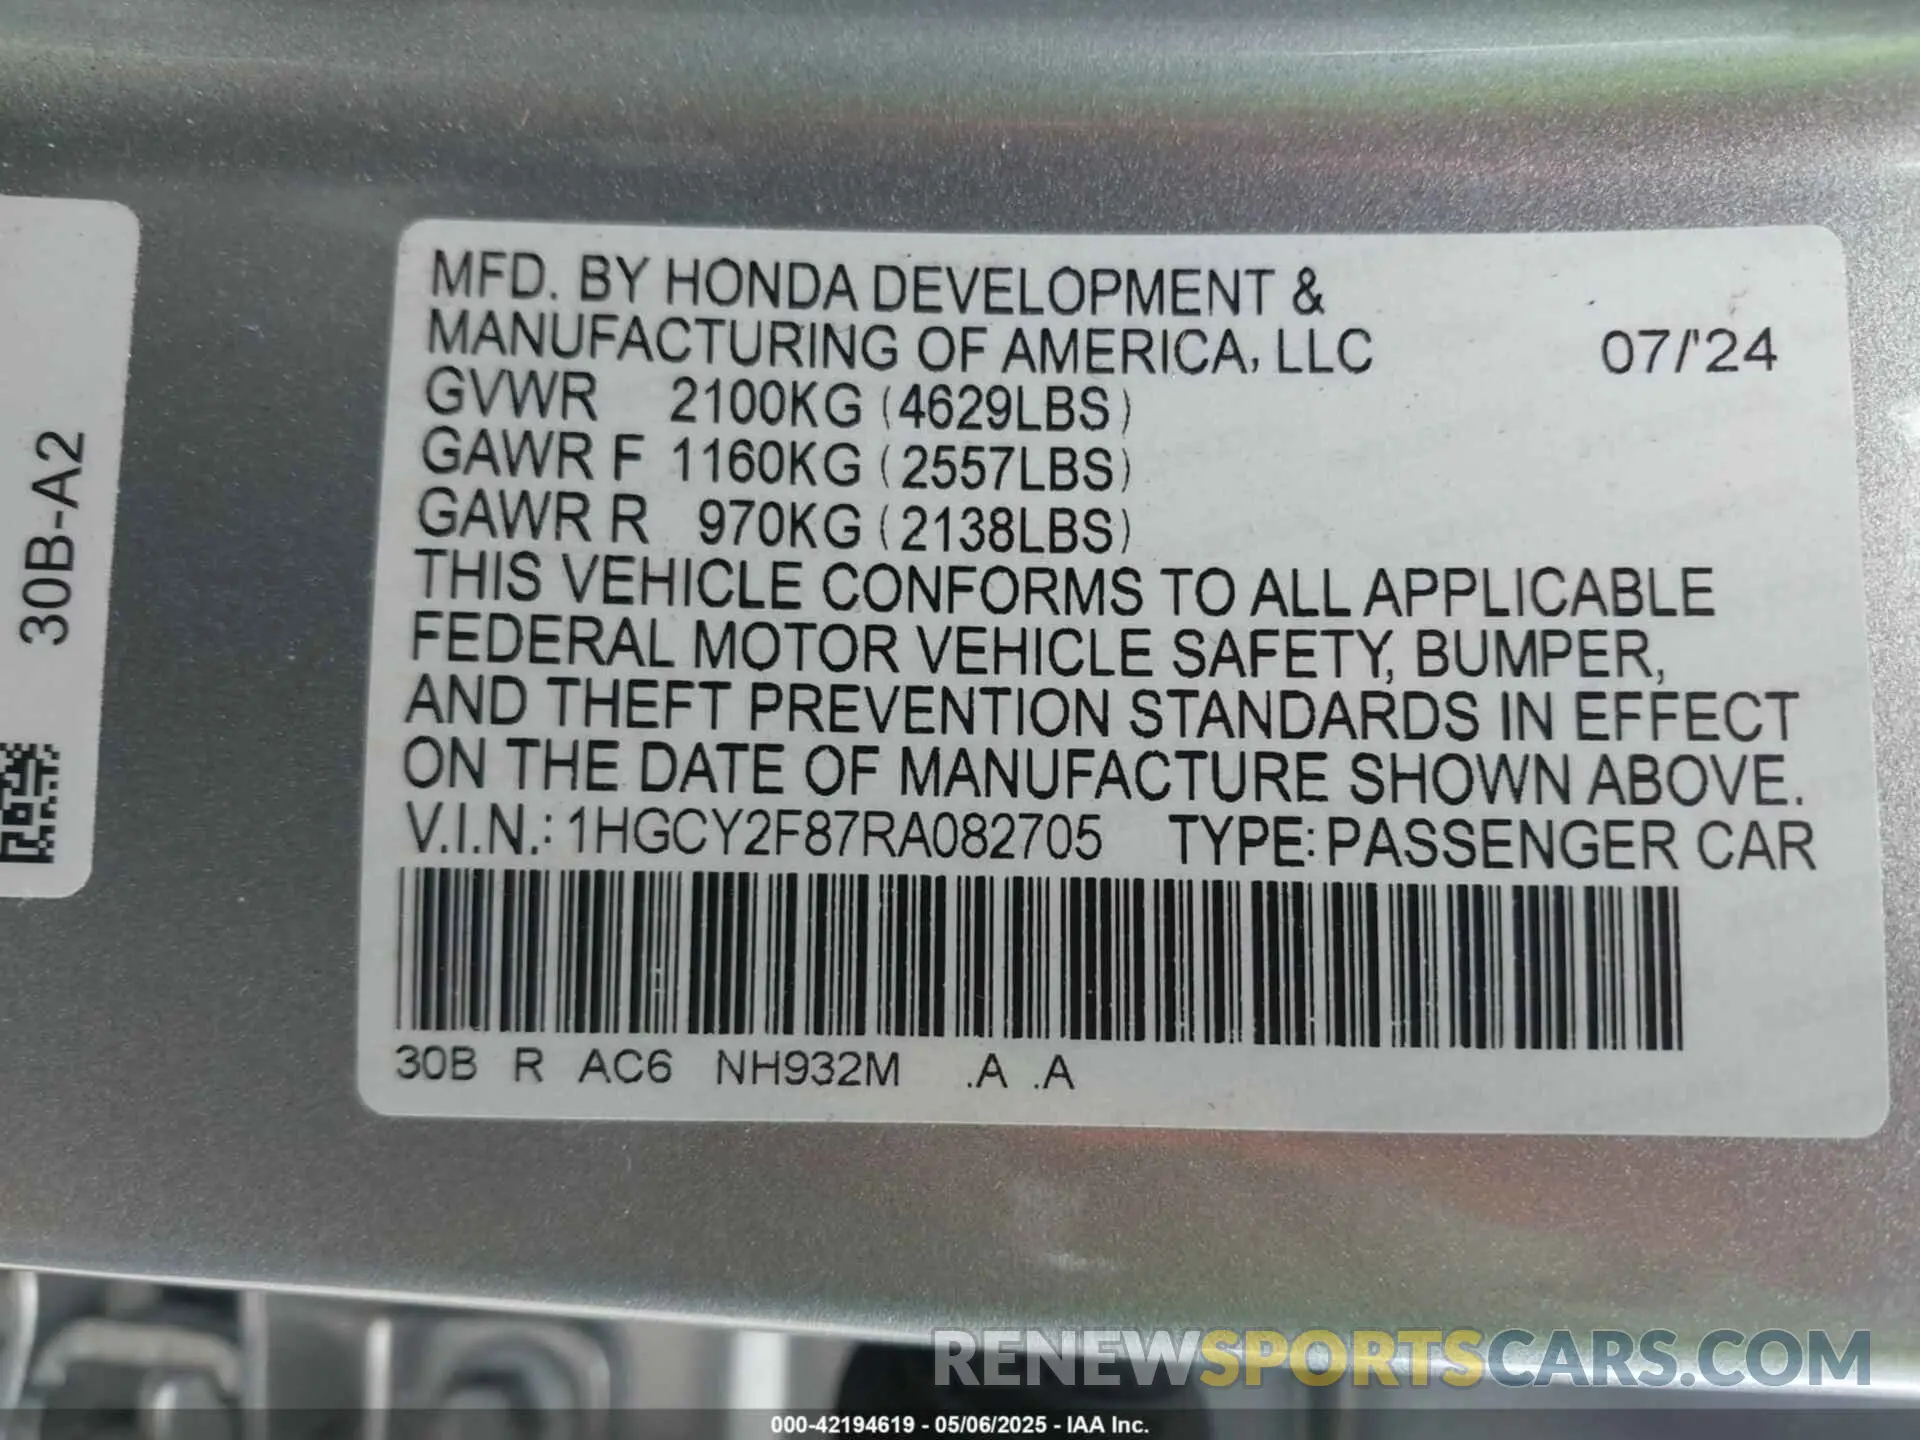 30B-A2
MFD. BY HONDA DEVELOPMENT &
MANUFACTURING OF AMERICA, LLC 07/'24
GVWR 2100KG (4629LBS)
GAWR F 1160KG (2557LBS)
GAWR R 970KG (2138LBS)
THIS VEHICLE CONFORMS TO ALL APPLICABLE
FEDERAL MOTOR VEHICLE SAFETY, BUMPER,
AND THEFT PREVENTION STANDARDS IN EFFECT
ON THE DATE OF MANUFACTURE SHOWN ABOVE.
V.I.N.: 1HGCY2F87RA082705 TYPE: PASSENGER CAR
30B R AC6 NH932M .A .A
RENEWSPORTSCARS.COM
000-42194619 - 05/06/2025 - IAA Inc.